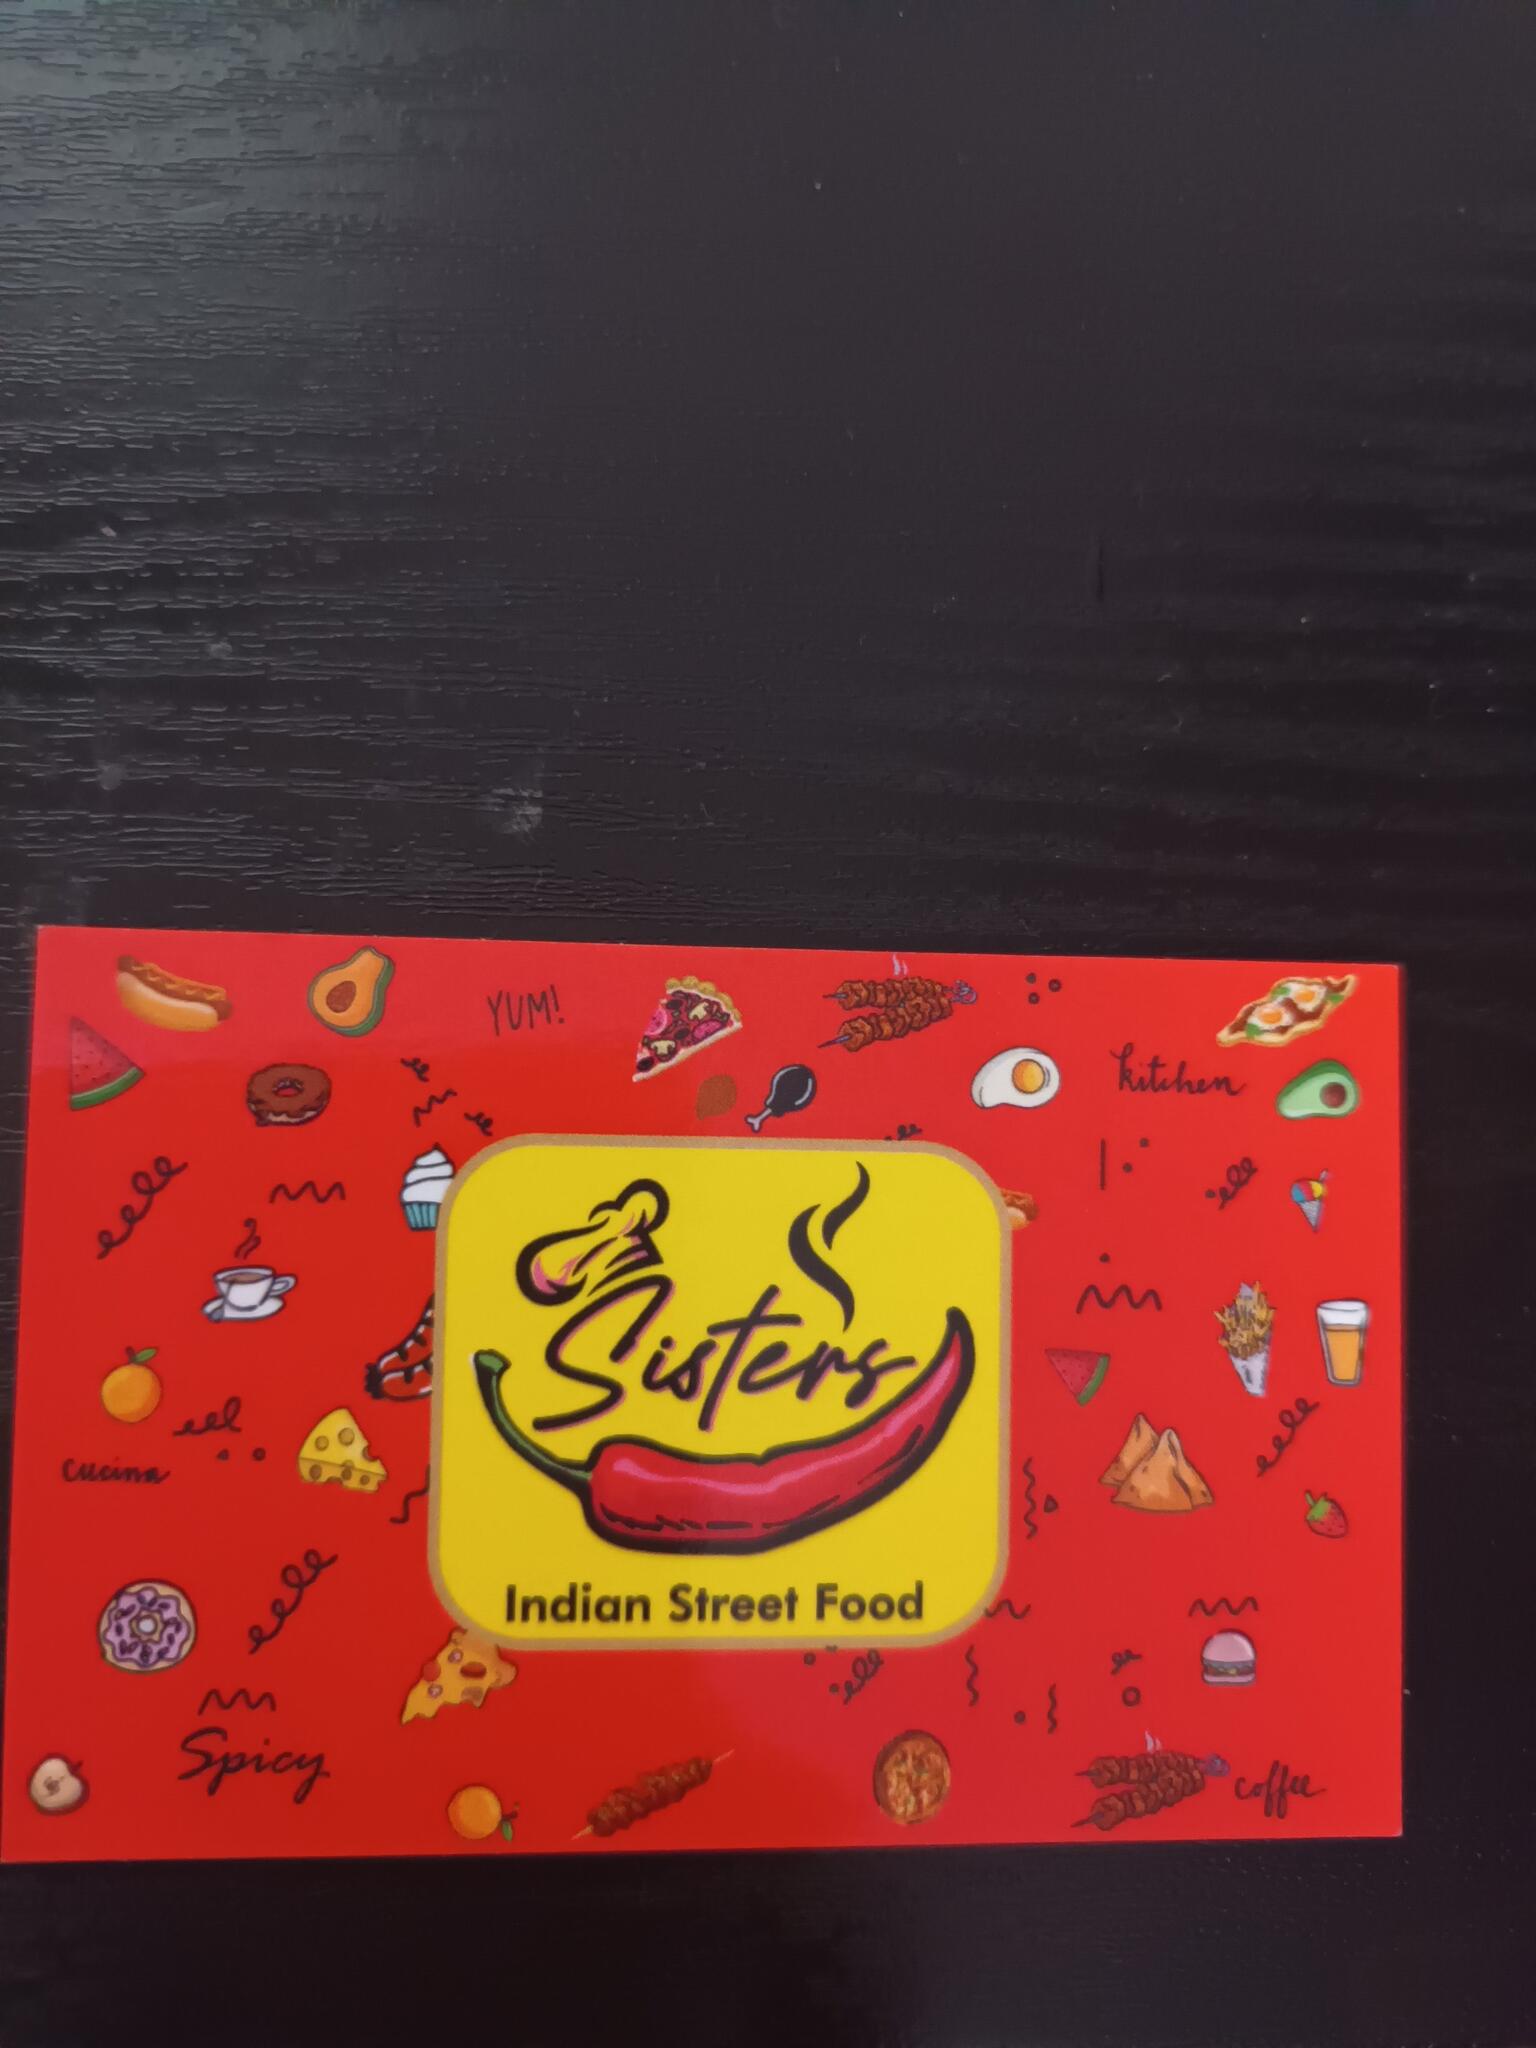 YUM!
kitchen
Sisters
cucina
Indian Street Food
Spicy
coffee